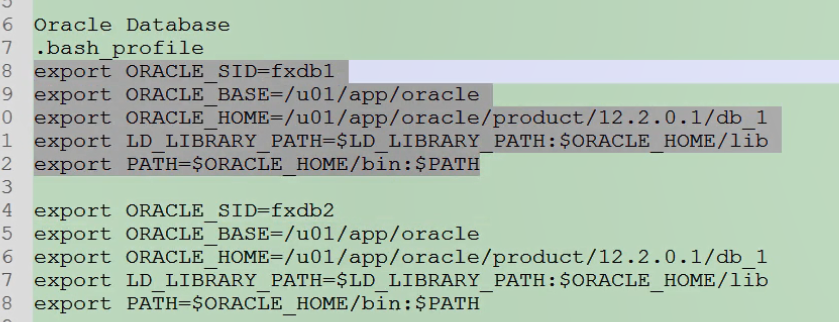 6 Oracle Database
7 .bash_profile
8 export ORACLE_SID=fxdb1
9 export ORACLE_BASE=/u01/app/oracle
0 export ORACLE_HOME=/u01/app/oracle/product/12.2.0.1/db_1
1 export LD_LIBRARY_PATH=$LD_LIBRARY_PATH:$ORACLE_HOME/lib
2 export PATH=$ORACLE_HOME/bin:$PATH
3
4 export ORACLE_SID=fxdb2
5 export ORACLE_BASE=/u01/app/oracle
6 export ORACLE_HOME=/u01/app/oracle/product/12.2.0.1/db_1
7 export LD_LIBRARY_PATH=$LD_LIBRARY_PATH:$ORACLE_HOME/lib
8 export PATH=$ORACLE_HOME/bin:$PATH